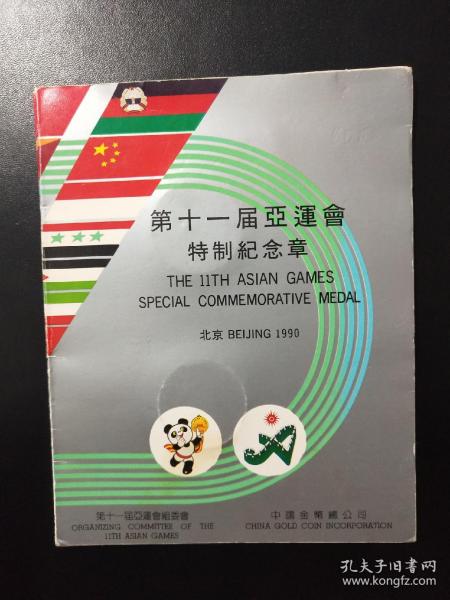 第十一届亞運會
特制紀念章
THE 11TH ASIAN GAMES
SPECIAL COMMEMORATIVE MEDAL
北京 BEIJING 1990
第十一届亞運會組委會
ORGANIZING COMMITTEE OF THE
11TH ASIAN GAMES
中國金幣總公司
CHINA GOLD COIN INCORPORATION
孔夫子旧书网
www.kongfz.com